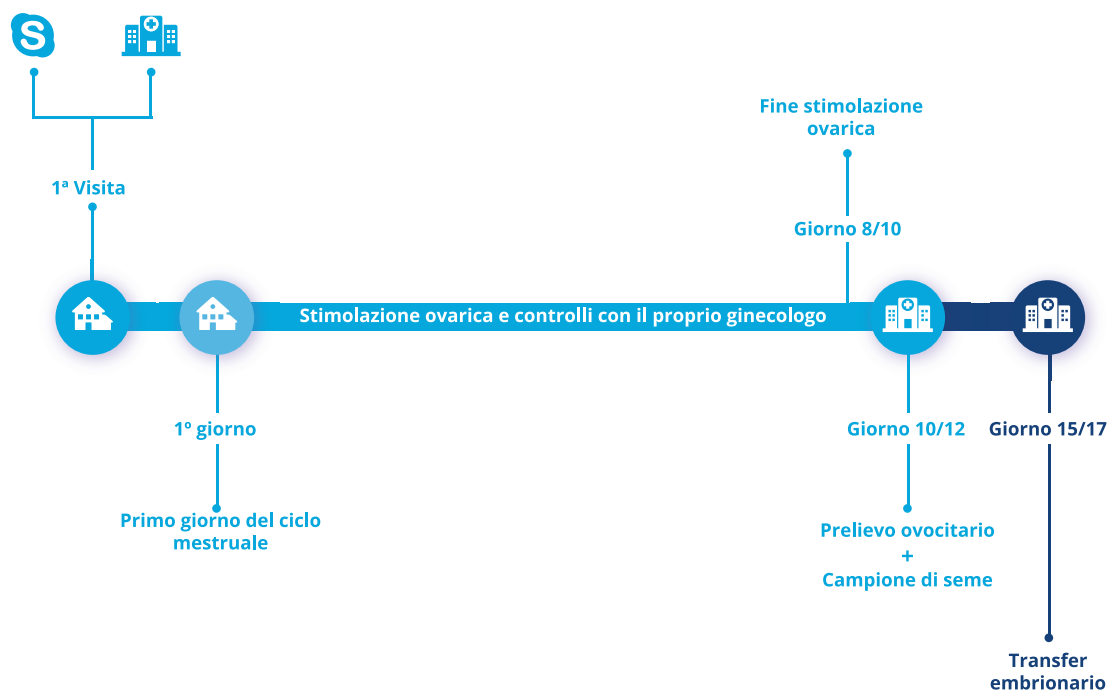 S
Fine stimolazione
ovarica
1ª Visita
Giorno 8/10
Stimolazione ovarica e controlli con il proprio ginecologo
1º giorno
Giorno 10/12
Giorno 15/17
Primo giorno del ciclo
mestruale
Prelievo ovocitario
+
Campione di seme
Transfer
embrionario